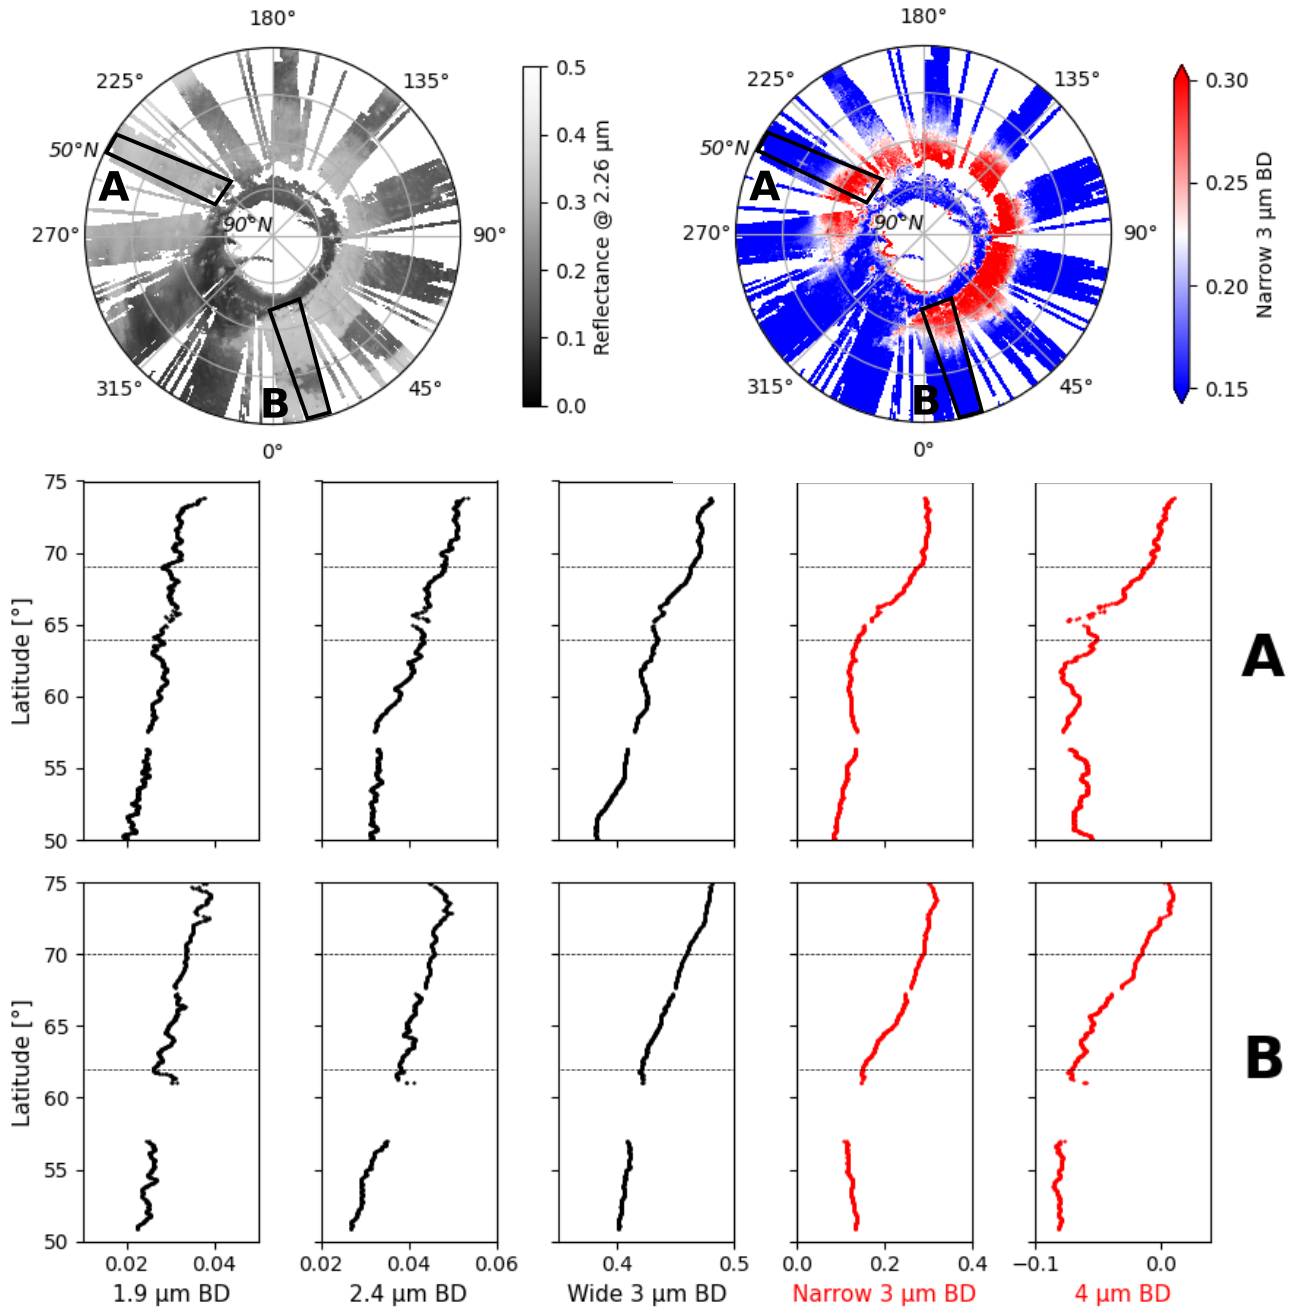 180° 180°
225° 135° 0.5 225° 135° 0.30
50°N 0.4 50°N
A A 0.25
90°N 0.3 90°N
270° 90° 270° 90°
Reflectance @ 2.26 μm Narrow 3 μm BD
0.2 0.20
0.1
315° 45° 315° 45° 0.15
B 0.0 B
0° 0°
75
70
65
60
55
50
Latitude [°]
A
75
70
65
60
55
50
Latitude [°]
B
0.02 0.04 0.02 0.04 0.06 0.4 0.5 0.0 0.2 0.4 −0.1 0.0
1.9 μm BD 2.4 μm BD Wide 3 μm BD Narrow 3 μm BD 4 μm BD